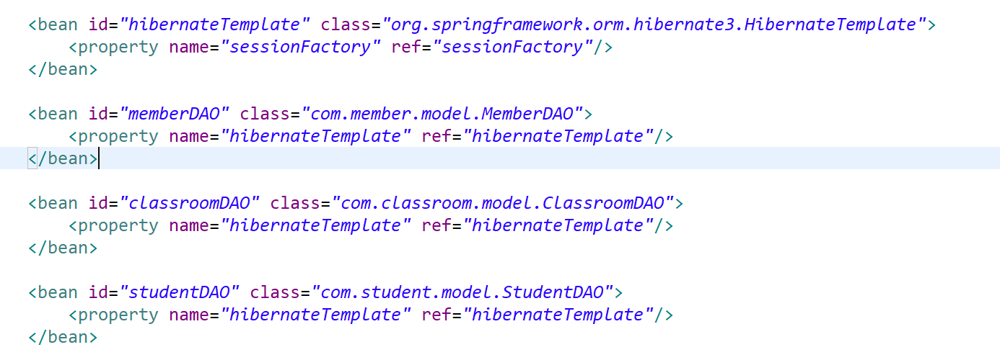 <bean id="hibernateTemplate" class="org.springframework.orm.hibernate3.HibernateTemplate">
    <property name="sessionFactory" ref="sessionFactory"/>
</bean>

<bean id="memberDAO" class="com.member.model.MemberDAO">
    <property name="hibernateTemplate" ref="hibernateTemplate"/>
</bean>

<bean id="classroomDAO" class="com.classroom.model.ClassroomDAO">
    <property name="hibernateTemplate" ref="hibernateTemplate"/>
</bean>

<bean id="studentDAO" class="com.student.model.StudentDAO">
    <property name="hibernateTemplate" ref="hibernateTemplate"/>
</bean>